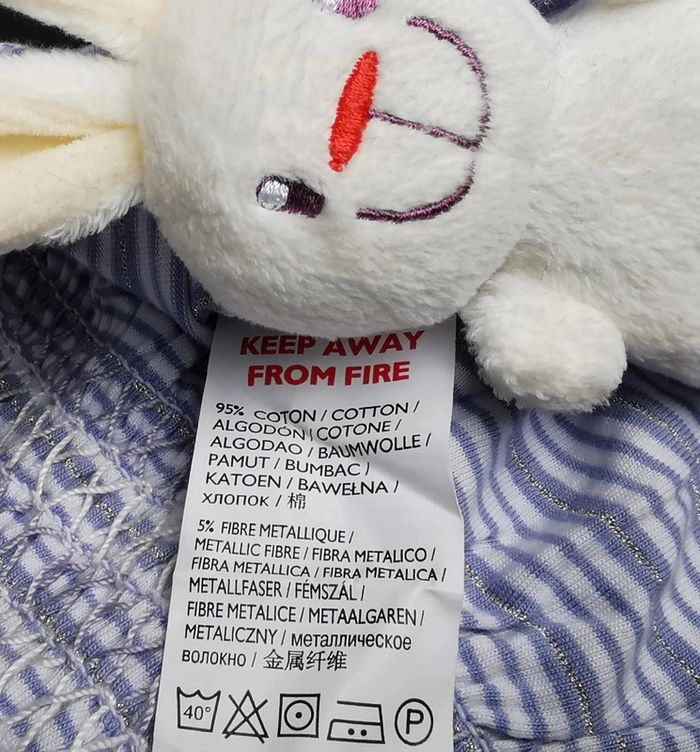 KEEP AWAY
FROM FIRE
95% COTON / COTTON /
ALGODÓN / COTONE /
ALGODAO / BAUMWOLLE /
PAMUT / BUMBAC /
KATOEN / BAWEŁNA /
хлопок / 棉
5% FIBRE METALLIQUE /
METALLIC FIBRE / FIBRA METALICO /
FIBRA METALLICA / FIBRA METALICA /
METALLFASER / FÉMSZÁL /
FIBRE METALICE / METAALGAREN /
METALICZNY / металлическое
волокно / 金属纤维
40° P